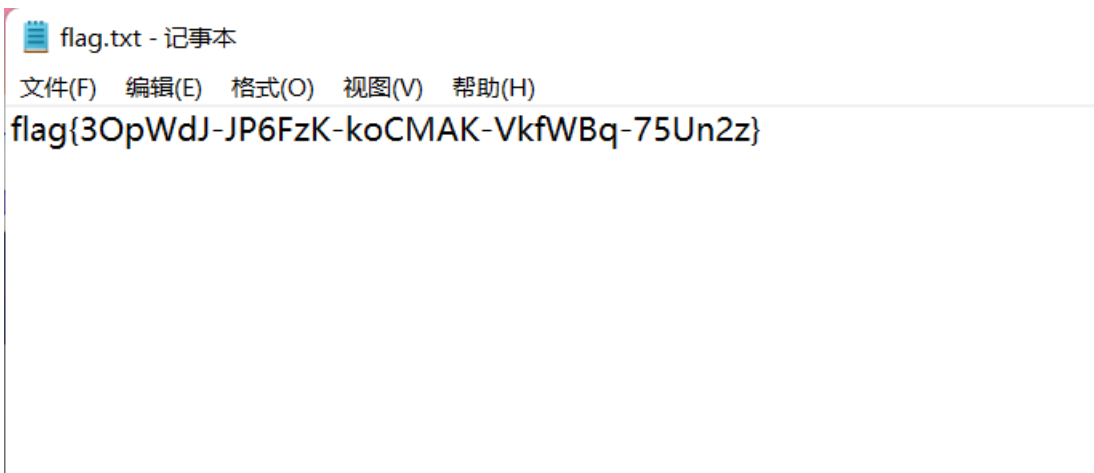 flag.txt - 记事本
文件(F) 编辑(E) 格式(O) 视图(V) 帮助(H)
flag{3OpWdJ-JP6FzK-koCMAK-VkfWBq-75Un2z}